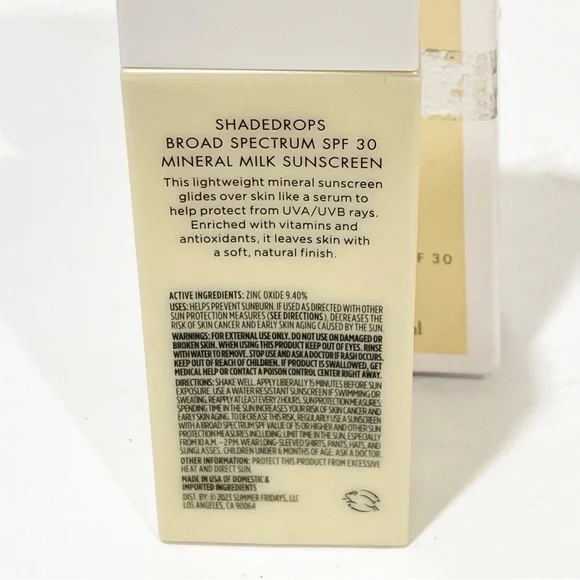 SHADEDROPS
BROAD SPECTRUM SPF 30
MINERAL MILK SUNSCREEN
This lightweight mineral sunscreen
glides over skin like a serum to
help protect from UVA/UVB rays.
Enriched with vitamins and
antioxidants, it leaves skin with
a soft, natural finish.
ACTIVE INGREDIENTS: ZINC OXIDE 9.40%
USES: HELPS PREVENT SUNBURN. IF USED AS DIRECTED WITH OTHER
SUN PROTECTION MEASURES (SEE DIRECTIONS), DECREASES THE
RISK OF SKIN CANCER AND EARLY SKIN AGING CAUSED BY THE SUN.
WARNINGS: FOR EXTERNAL USE ONLY. DO NOT USE ON DAMAGED OR
BROKEN SKIN. WHEN USING THIS PRODUCT KEEP OUT OF EYES. RINSE
WITH WATER TO REMOVE. STOP USE AND ASK A DOCTOR IF RASH OCCURS.
KEEP OUT OF REACH OF CHILDREN. IF PRODUCT IS SWALLOWED, GET
MEDICAL HELP OR CONTACT A POISON CONTROL CENTER RIGHT AWAY.
DIRECTIONS: SHAKE WELL. APPLY LIBERALLY 15 MINUTES BEFORE SUN
EXPOSURE. USE A WATER RESISTANT SUNSCREEN IF SWIMMING OR
SWEATING. REAPPLY AT LEAST EVERY 2 HOURS. SUN PROTECTION MEASURES:
SPENDING TIME IN THE SUN INCREASES YOUR RISK OF SKIN CANCER AND
EARLY SKIN AGING. TO DECREASE THIS RISK, REGULARLY USE A SUNSCREEN
WITH A BROAD SPECTRUM SPF VALUE OF 15 OR HIGHER AND OTHER SUN
PROTECTION MEASURES INCLUDING: LIMIT TIME IN THE SUN, ESPECIALLY
FROM 10 A.M. – 2 P.M. WEAR LONG-SLEEVED SHIRTS, PANTS, HATS, AND
SUNGLASSES. CHILDREN UNDER 6 MONTHS OF AGE: ASK A DOCTOR.
OTHER INFORMATION: PROTECT THIS PRODUCT FROM EXCESSIVE
HEAT AND DIRECT SUN.
MADE IN USA OF DOMESTIC &
IMPORTED INGREDIENTS
DIST. BY: © 2023 SUMMER FRIDAYS, LLC
LOS ANGELES, CA 90064
F 30
ml